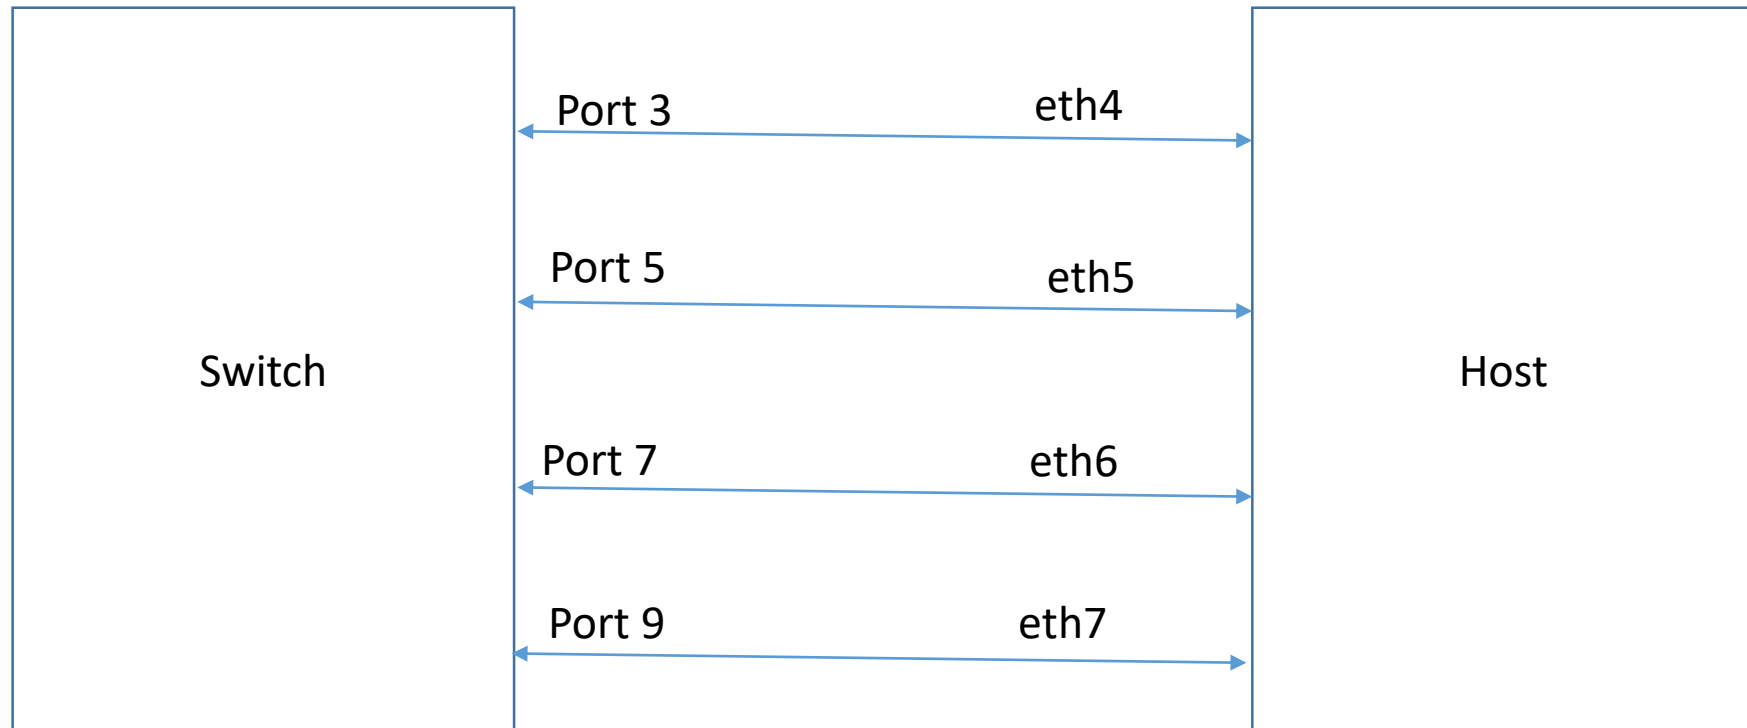 Port 3
eth4
Port 5
eth5
Switch
Host
Port 7
eth6
Port 9
eth7